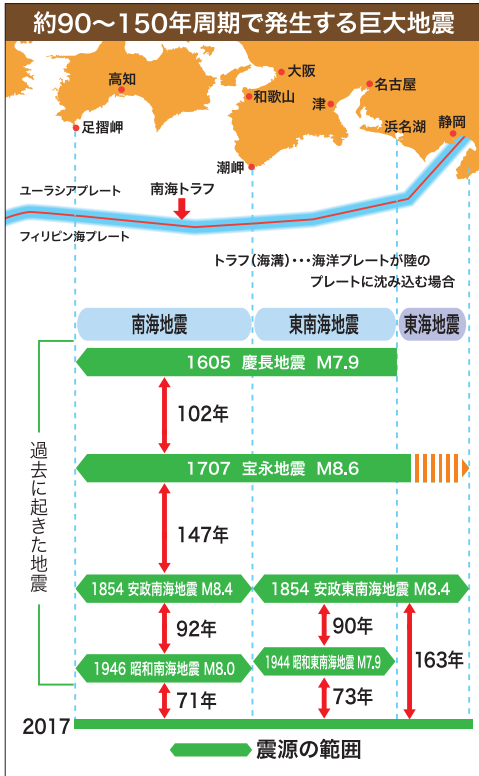 約90〜150年周期で発生する巨大地震
大阪
高知
和歌山
津
名古屋
足摺岬
浜名湖
静岡
潮岬
ユーラシアプレート
南海トラフ
フィリピン海プレート
トラフ(海溝)･･･海洋プレートが陸の
プレートに沈み込む場合
南海地震
東南海地震
東海地震
過去に起きた地震
1605 慶長地震 M7.9
102年
1707 宝永地震 M8.6
147年
1854 安政南海地震 M8.4
1854 安政東南海地震 M8.4
92年
90年
163年
1946 昭和南海地震 M8.0
1944 昭和東南海地震 M7.9
71年
73年
2017
震源の範囲